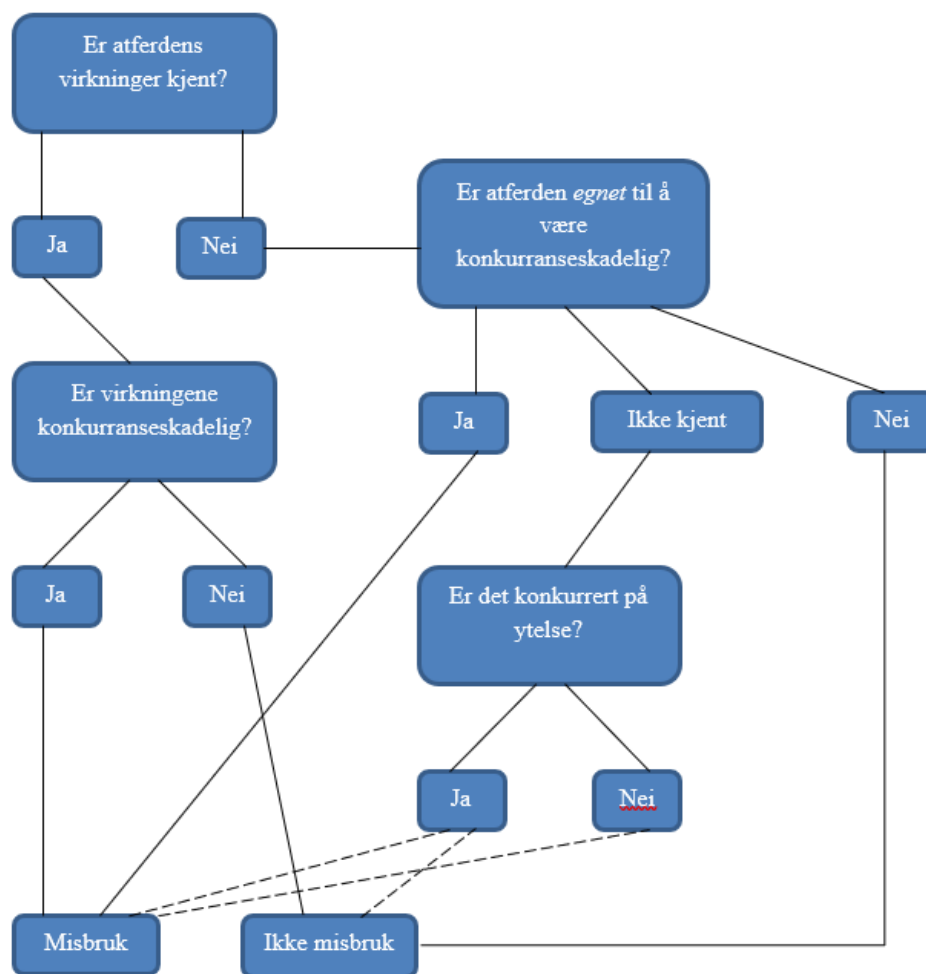 Er atferdens
virkninger kjent?
Er atferden egnet til å
være
konkurranseskadelig?
Ja
Nei
Er virkningene
konkurranseskadelig?
Ja
Ikke kjent
Nei
Ja
Nei
Er det konkurrert på
ytelse?
Ja
Nei
Misbruk
Ikke misbruk